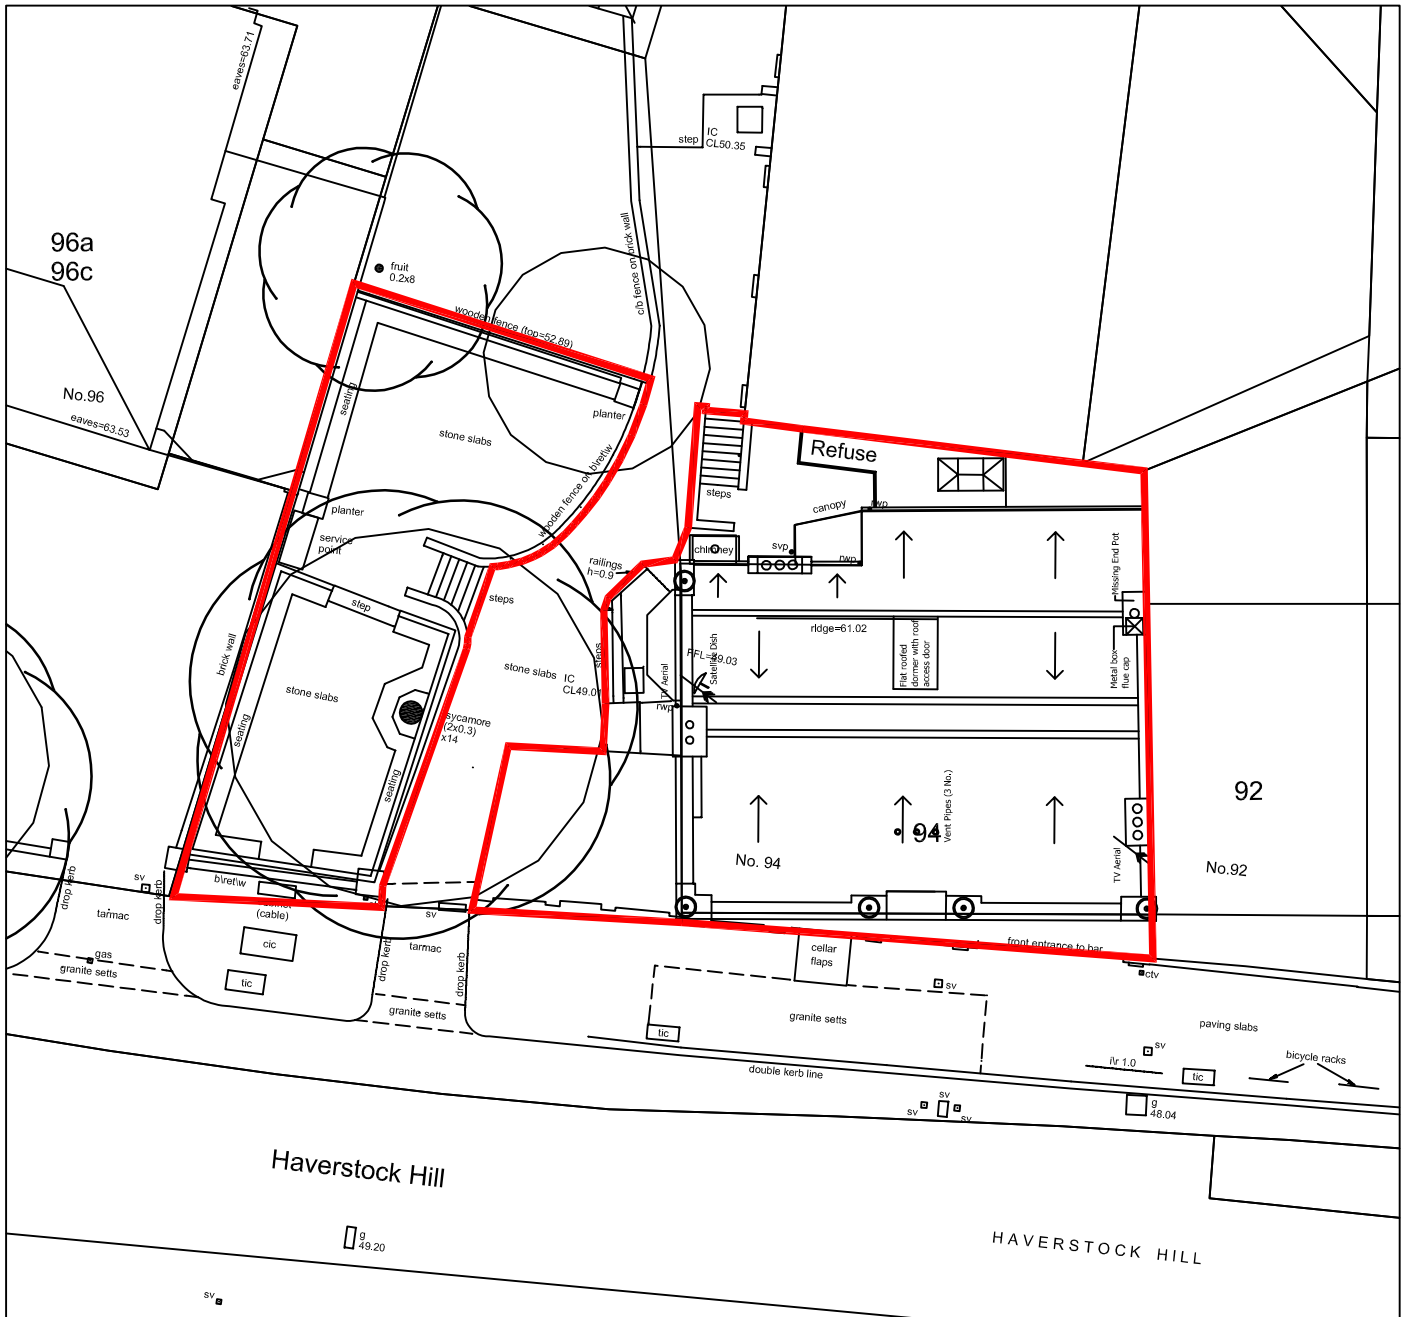 eaves=63.71
step
IC
CL50.35
96a
96c
fruit
0.2x8
c/b fence on brick wall
wooden fence (top=52.89)
No.96
eaves=63.53
seating
planter
stone slabs
wooden fence on b\ret\w
Refuse
steps
canopy
rwp
planter
service
point
chimney
svp
rwp
railings
h=0.9
Missing End Pot
step
steps
ridge=61.02
Flat roofed
dormer with roof
access door
brick wall
stone slabs
stone slabs
IC
CL49.01
steps
TV Aerial
Satellite Dish
FFL=49.03
Metal box
flue cap
rwp
sycamore
(2x0.3)
x14
seating
seating
92
Vent Pipes (3 No.)
94
No. 94
TV Aerial
No.92
b\ret\w
sv
drop kerb
drop kerb
tarmac
(cable)
sv
front entrance to bar
cellar
flaps
cic
tarmac
gas
granite setts
tic
drop kerb
drop kerb
granite setts
ctv
sv
granite setts
paving slabs
tic
sv
i\r 1.0
bicycle racks
tic
double kerb line
sv
sv
sv
g
48.04
Haverstock Hill
g
49.20
HAVERSTOCK HILL
sv